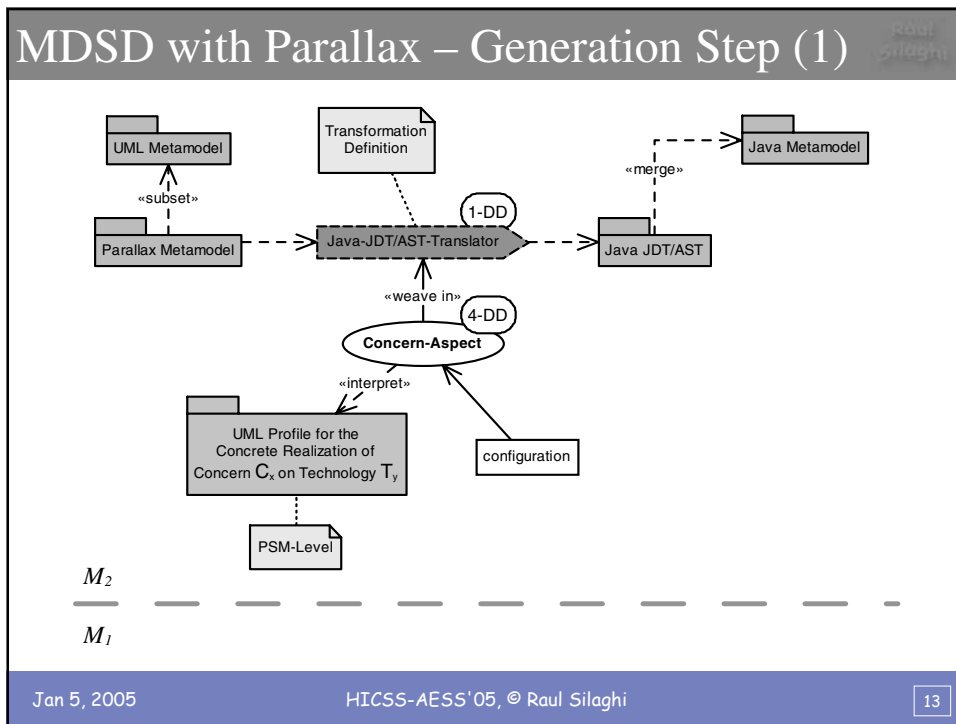 MDSD with Parallax – Generation Step (1)
Raul
Silaghi
Transformation
Definition
UML Metamodel
Java Metamodel
«subset»
«merge»
1-DD
Parallax Metamodel
Java-JDT/AST-Translator
Java JDT/AST
«weave in»
4-DD
Concern-Aspect
«interpret»
UML Profile for the
Concrete Realization of
Concern Cx on Technology Ty
configuration
PSM-Level
M2
M1
Jan 5, 2005
HICSS-AESS'05, © Raul Silaghi
13